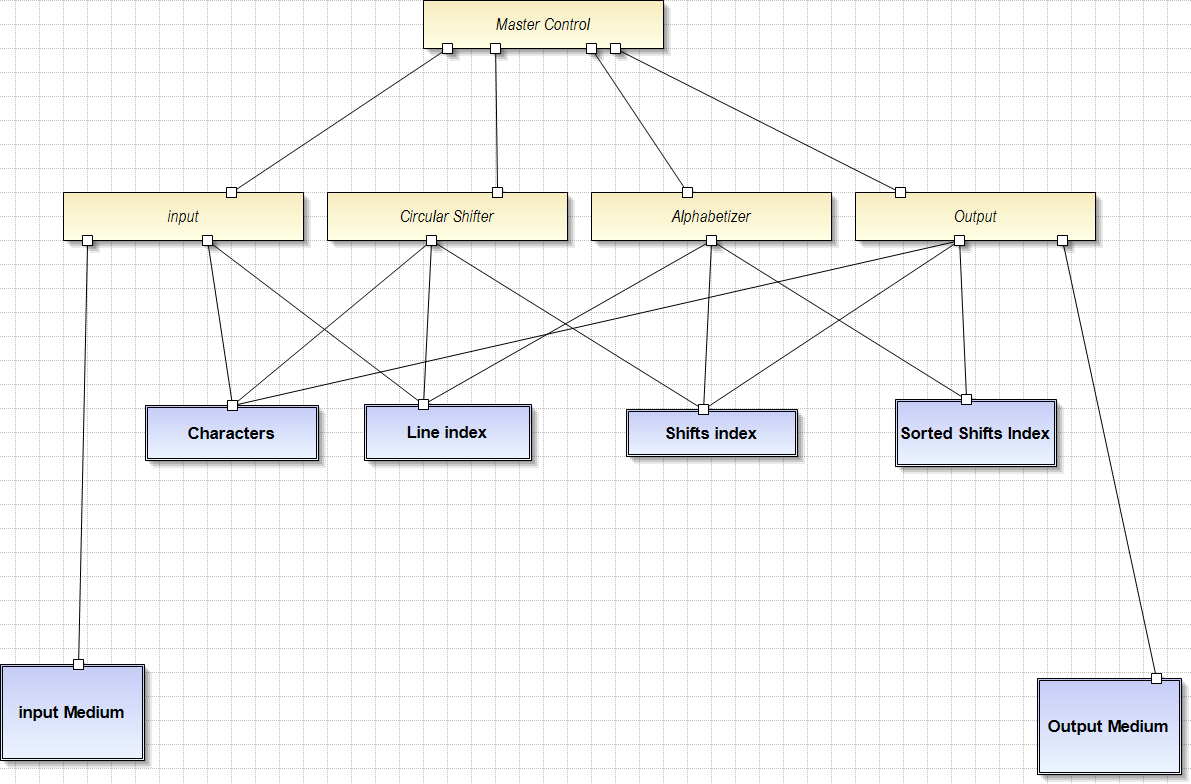 Master Control
input
Circular Shifter
Alphabetizer
Output
Characters
Line index
Shifts index
Sorted Shifts Index
input Medium
Output Medium